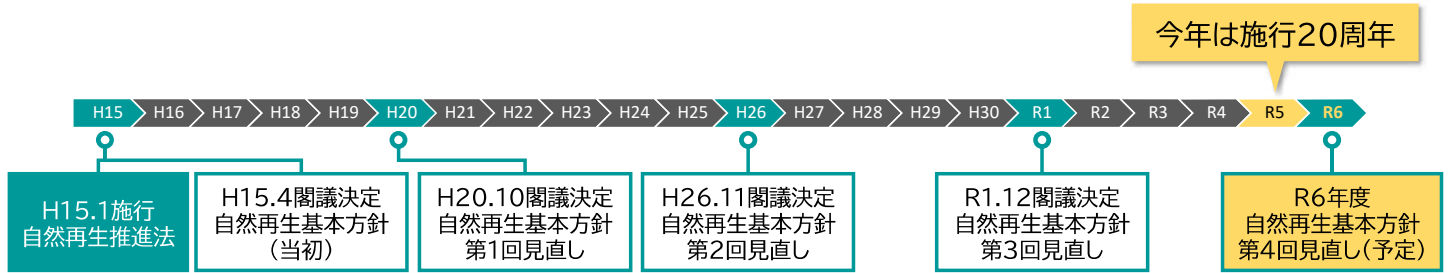 今年は施行20周年
H15 H16 H17 H18 H19 H20 H21 H22 H23 H24 H25 H26 H27 H28 H29 H30 R1 R2 R3 R4 R5 R6
H15.1施行
自然再生推進法
H15.4閣議決定
自然再生基本方針
(当初)
H20.10閣議決定
自然再生基本方針
第1回見直し
H26.11閣議決定
自然再生基本方針
第2回見直し
R1.12閣議決定
自然再生基本方針
第3回見直し
R6年度
自然再生基本方針
第4回見直し(予定)